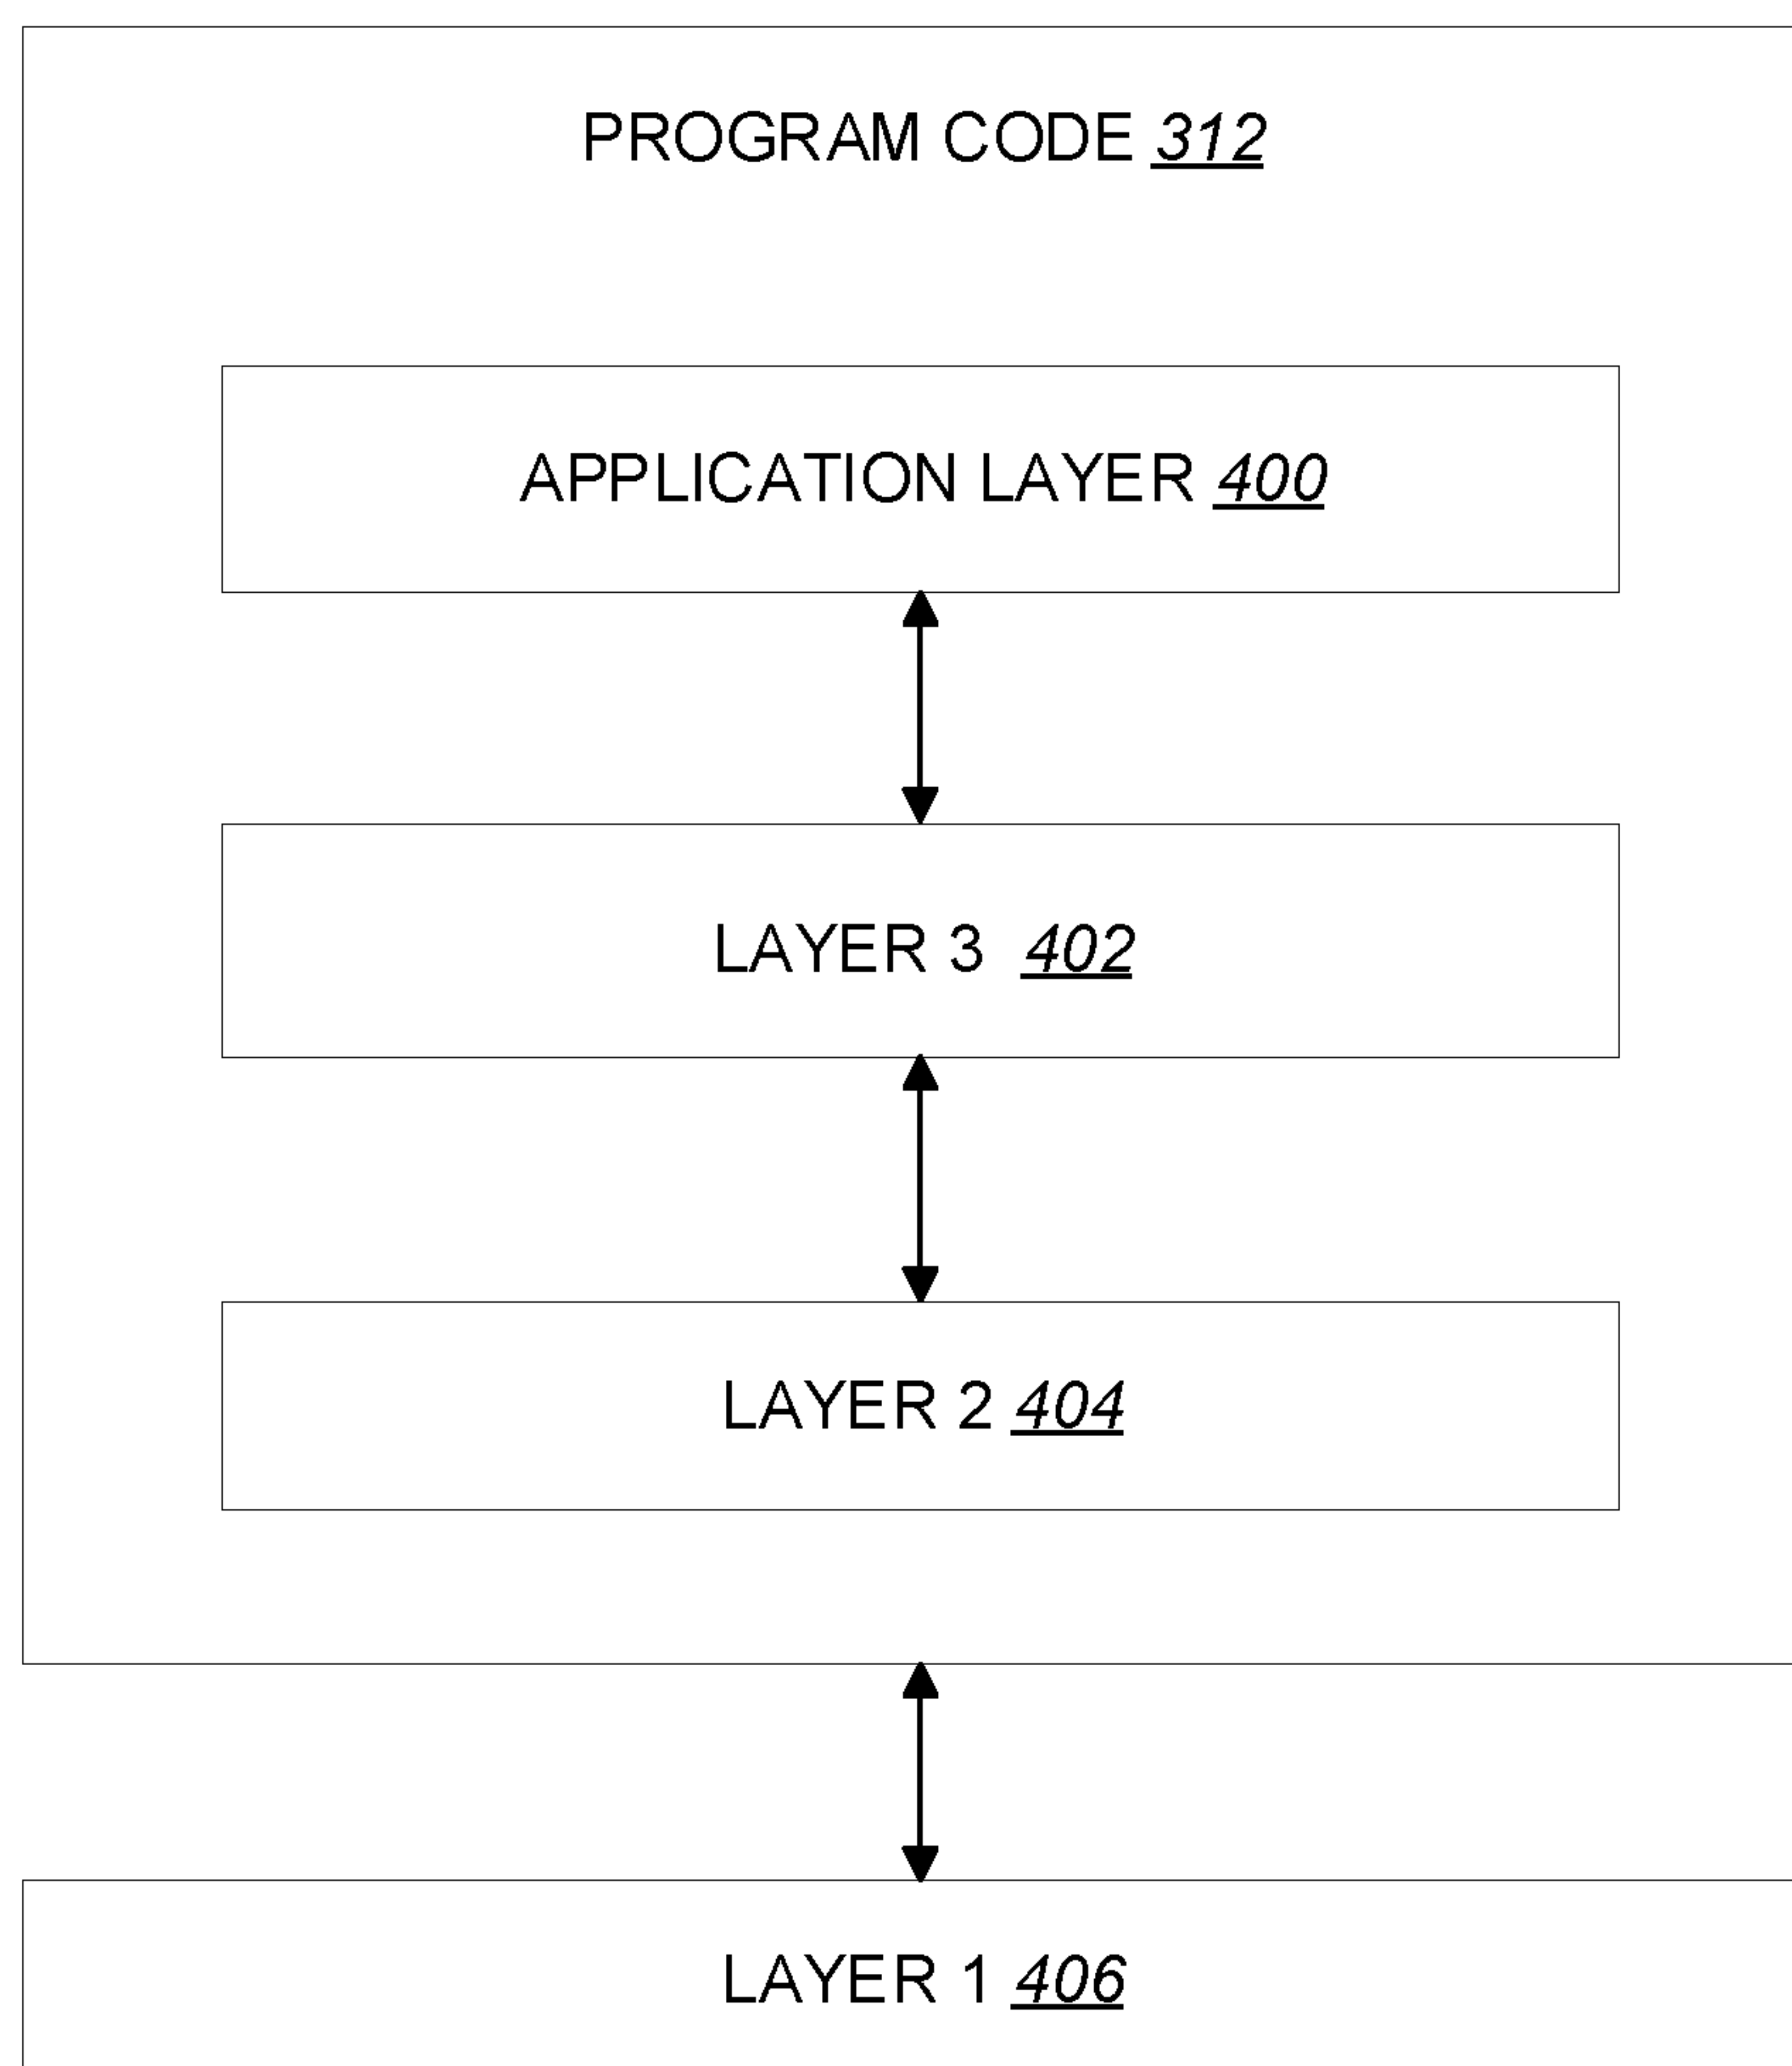 PROGRAM CODE 312
APPLICATION LAYER 400
LAYER 3 402
LAYER 2 404
LAYER 1 406